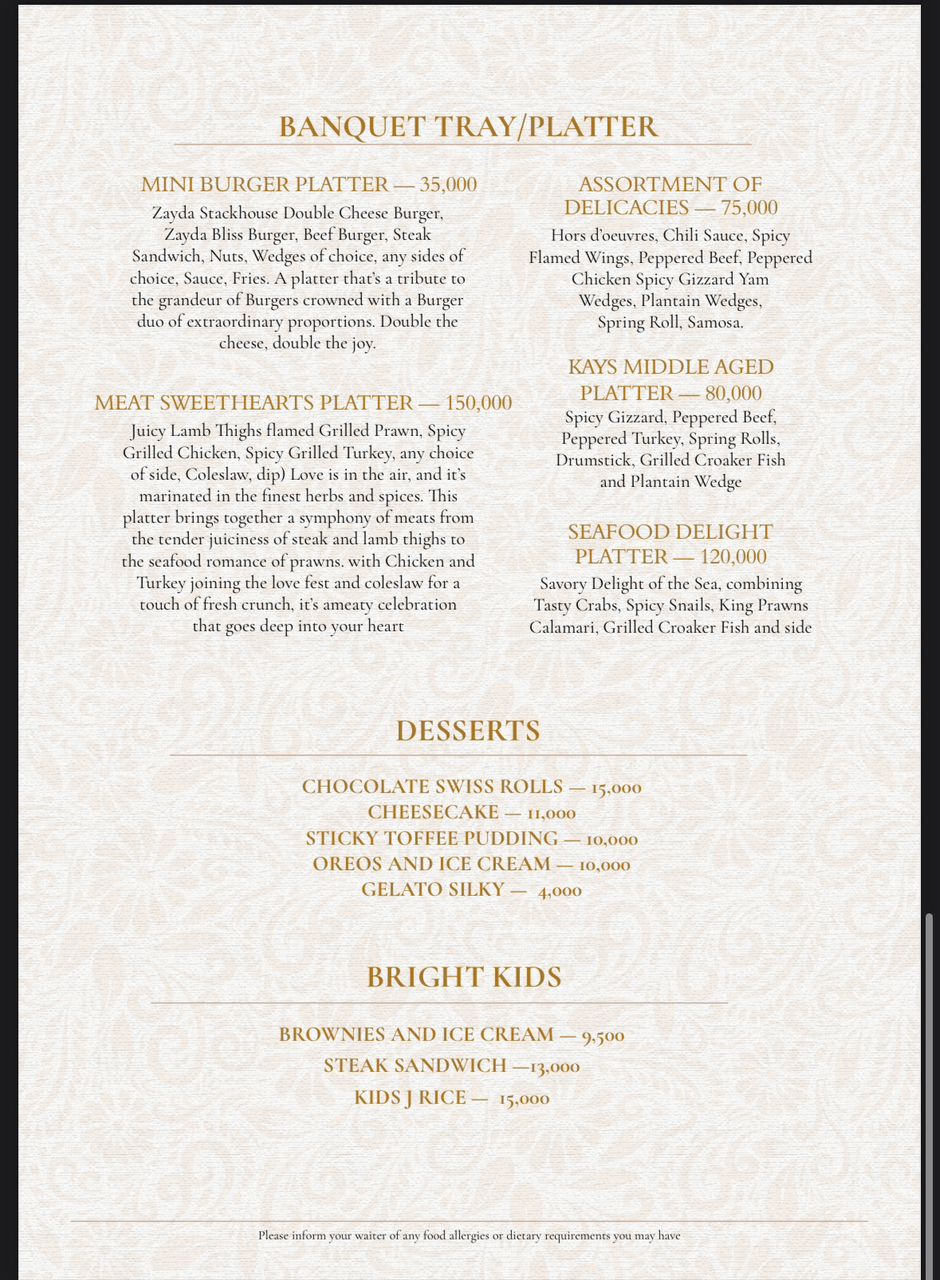 BANQUET TRAY/PLATTER
MINI BURGER PLATTER — 35,000
Zayda Stackhouse Double Cheese Burger,
Zayda Bliss Burger, Beef Burger, Steak
Sandwich, Nuts, Wedges of choice, any sides of
choice, Sauce, Fries. A platter that's a tribute to
the grandeur of Burgers crowned with a Burger
duo of extraordinary proportions. Double the
cheese, double the joy.
MEAT SWEETHEARTS PLATTER — 150,000
Juicy Lamb Thighs flamed Grilled Prawn, Spicy
Grilled Chicken, Spicy Grilled Turkey, any choice
of side, Coleslaw, dip) Love is in the air, and it's
marinated in the finest herbs and spices. This
platter brings together a symphony of meats from
the tender juiciness of steak and lamb thighs to
the seafood romance of prawns. with Chicken and
Turkey joining the love fest and coleslaw for a
touch of fresh crunch, it's ameaty celebration
that goes deep into your heart
ASSORTMENT OF
DELICACIES — 75,000
Hors d'oeuvres, Chili Sauce, Spicy
Flamed Wings, Peppered Beef, Peppered
Chicken Spicy Gizzard Yam
Wedges, Plantain Wedges,
Spring Roll, Samosa.
KAYS MIDDLE AGED
PLATTER — 80,000
Spicy Gizzard, Peppered Beef,
Peppered Turkey, Spring Rolls,
Drumstick, Grilled Croaker Fish
and Plantain Wedge
SEAFOOD DELIGHT
PLATTER — 120,000
Savory Delight of the Sea, combining
Tasty Crabs, Spicy Snails, King Prawns
Calamari, Grilled Croaker Fish and side
DESSERTS
CHOCOLATE SWISS ROLLS — 15,000
CHEESECAKE — 11,000
STICKY TOFFEE PUDDING — 10,000
OREOS AND ICE CREAM — 10,000
GELATO SILKY — 4,000
BRIGHT KIDS
BROWNIES AND ICE CREAM — 9,500
STEAK SANDWICH —13,000
KIDS J RICE — 15,000
Please inform your waiter of any food allergies or dietary requirements you may have